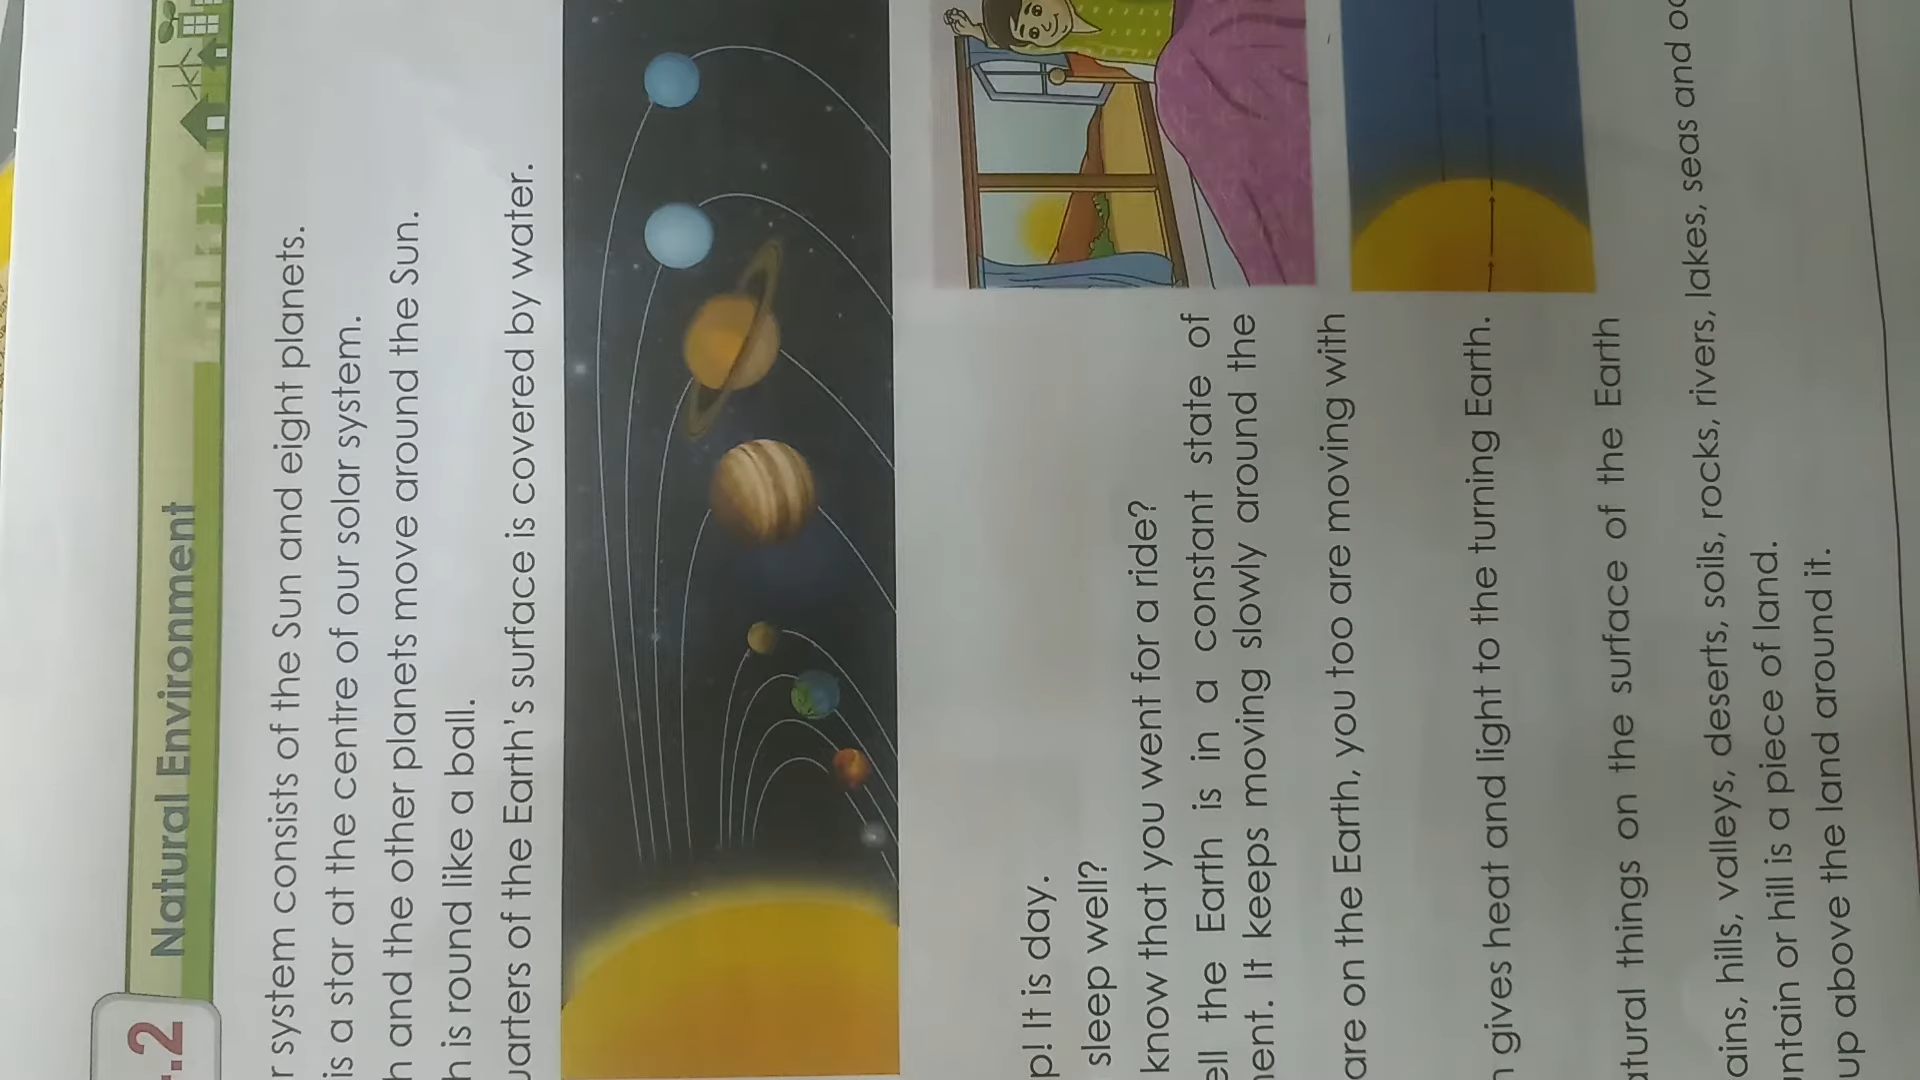 .2 Natural Environment
r system consists of the Sun and eight planets.
is a star at the centre of our solar system.
h and the other planets move around the Sun.
h is round like a ball.
uarters of the Earth's surface is covered by water.
p! It is day.
sleep well?
know that you went for a ride?
ell the Earth is in a constant state of
ment. It keeps moving slowly around the
are on the Earth, you too are moving with
n gives heat and light to the turning Earth.
atural things on the surface of the Earth
ains, hills, valleys, deserts, soils, rocks, rivers, lakes, seas and oc
untain or hill is a piece of land.
up above the land around it.